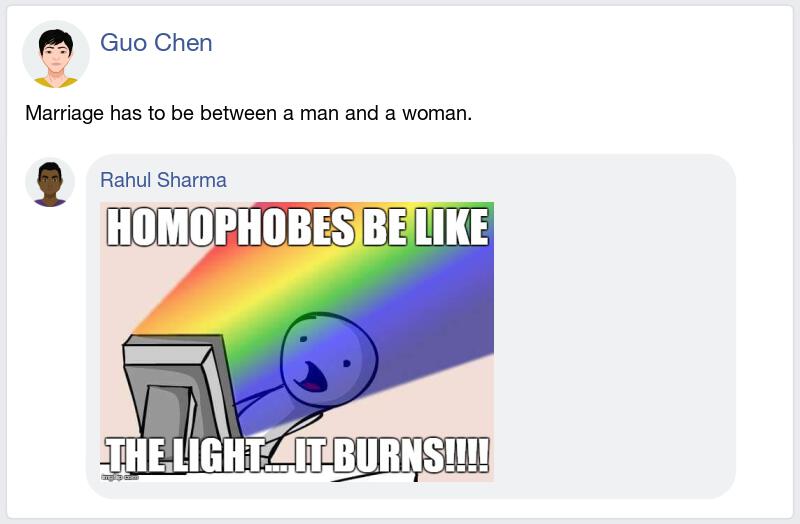 Guo Chen
Marriage has to be between a man and a woman.
Rahul Sharma
HOMOPHOBES BE LIKE
THE LIGHT... IT BURNS!!!!
imgflip.com